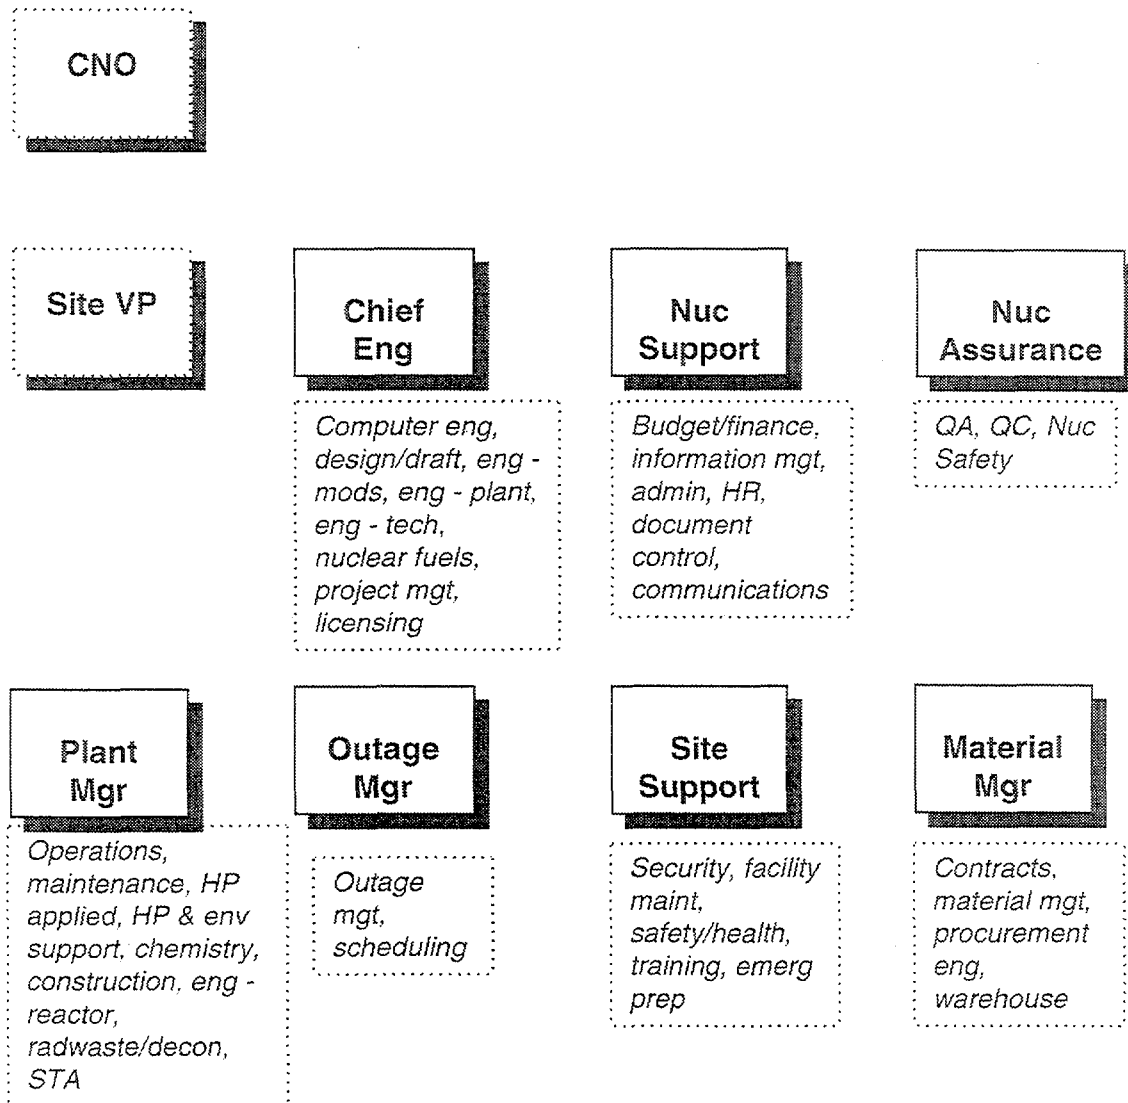 CNO
Site VP
Chief
Eng
Nuc
Support
Nuc
Assurance
Computer eng,
design/draft, eng -
mods, eng - plant,
eng - tech,
nuclear fuels,
project mgt,
licensing
Budget/finance,
information mgt,
admin, HR,
document
control,
communications
QA, QC, Nuc
Safety
Plant
Mgr
Outage
Mgr
Site
Support
Material
Mgr
Operations,
maintenance, HP
applied, HP & env
support, chemistry,
construction, eng -
reactor,
radwaste/decon,
STA
Outage
mgt,
scheduling
Security, facility
maint,
safety/health,
training, emerg
prep
Contracts,
material mgt,
procurement
eng,
warehouse